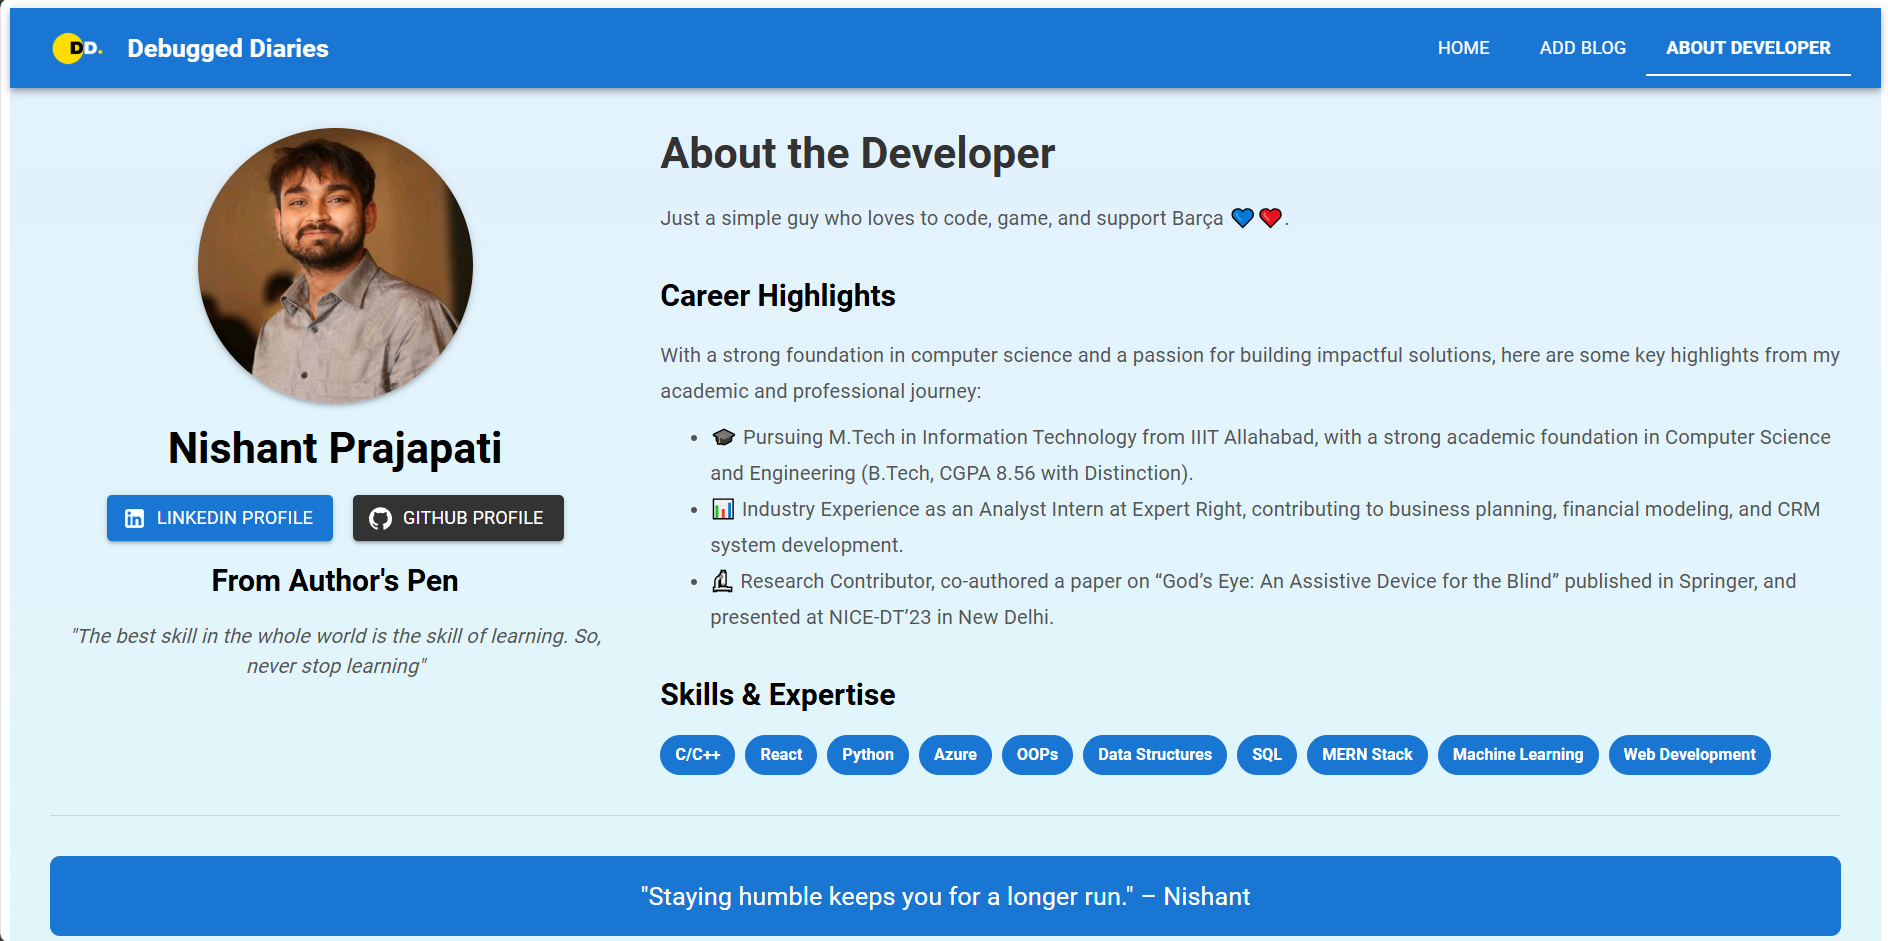 DD.
Debugged Diaries
HOME
ADD BLOG
ABOUT DEVELOPER
Nishant Prajapati
LINKEDIN PROFILE
GITHUB PROFILE
From Author's Pen
"The best skill in the whole world is the skill of learning. So,
never stop learning"
About the Developer
Just a simple guy who loves to code, game, and support Barça 💙❤️.
Career Highlights
With a strong foundation in computer science and a passion for building impactful solutions, here are some key highlights from my
academic and professional journey:
• 🎓 Pursuing M.Tech in Information Technology from IIIT Allahabad, with a strong academic foundation in Computer Science
and Engineering (B.Tech, CGPA 8.56 with Distinction).
• 📊 Industry Experience as an Analyst Intern at Expert Right, contributing to business planning, financial modeling, and CRM
system development.
• 🔬 Research Contributor, co-authored a paper on “God’s Eye: An Assistive Device for the Blind” published in Springer, and
presented at NICE-DT’23 in New Delhi.
Skills & Expertise
C/C++
React
Python
Azure
OOPs
Data Structures
SQL
MERN Stack
Machine Learning
Web Development
"Staying humble keeps you for a longer run." – Nishant